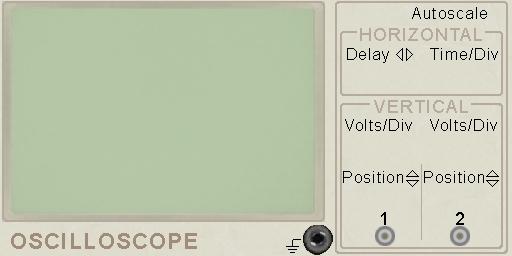 Autoscale
HORIZONTAL
Delay Time/Div
VERTICAL
Volts/Div Volts/Div
Position Position
1 2
OSCILLOSCOPE